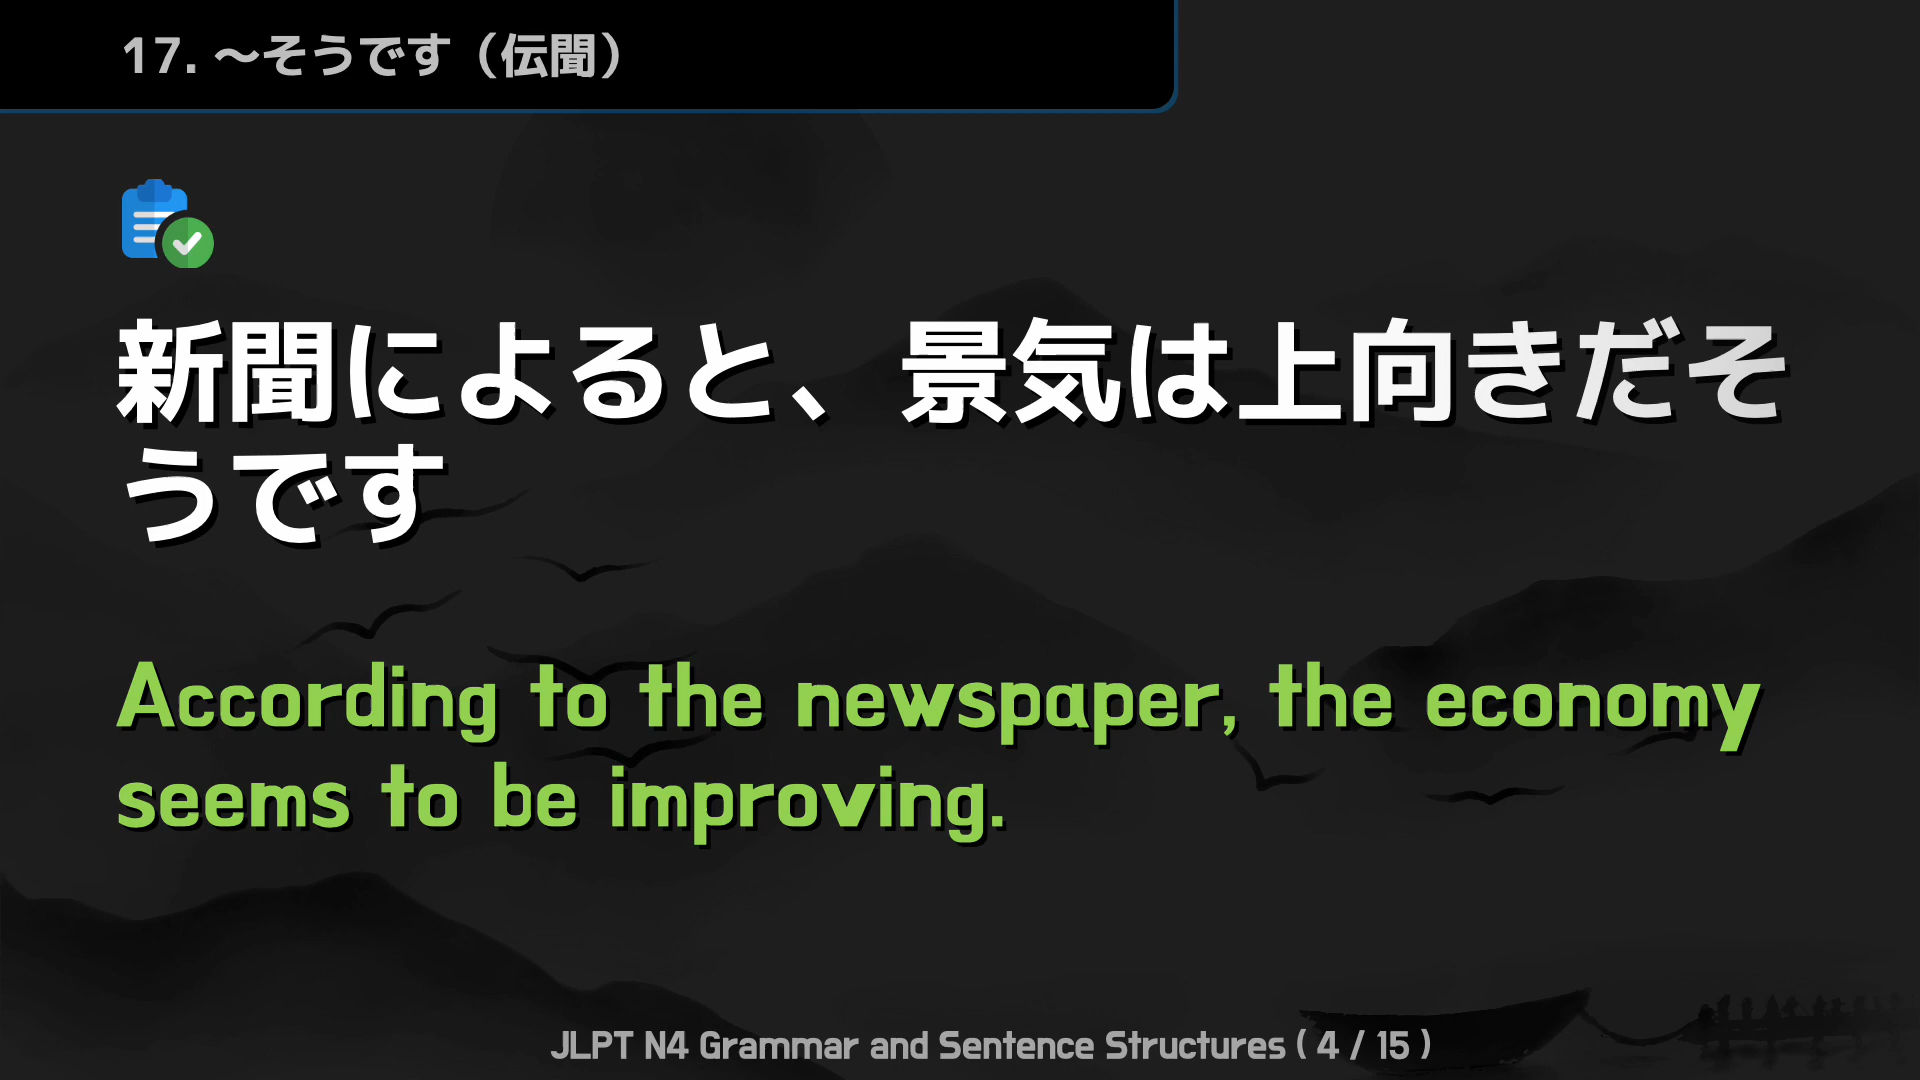 17. ～そうです（伝聞）
新聞によると、景気は上向きだそ
うです
According to the newspaper, the economy
seems to be improving.
JLPT N4 Grammar and Sentence Structures ( 4 / 15 )